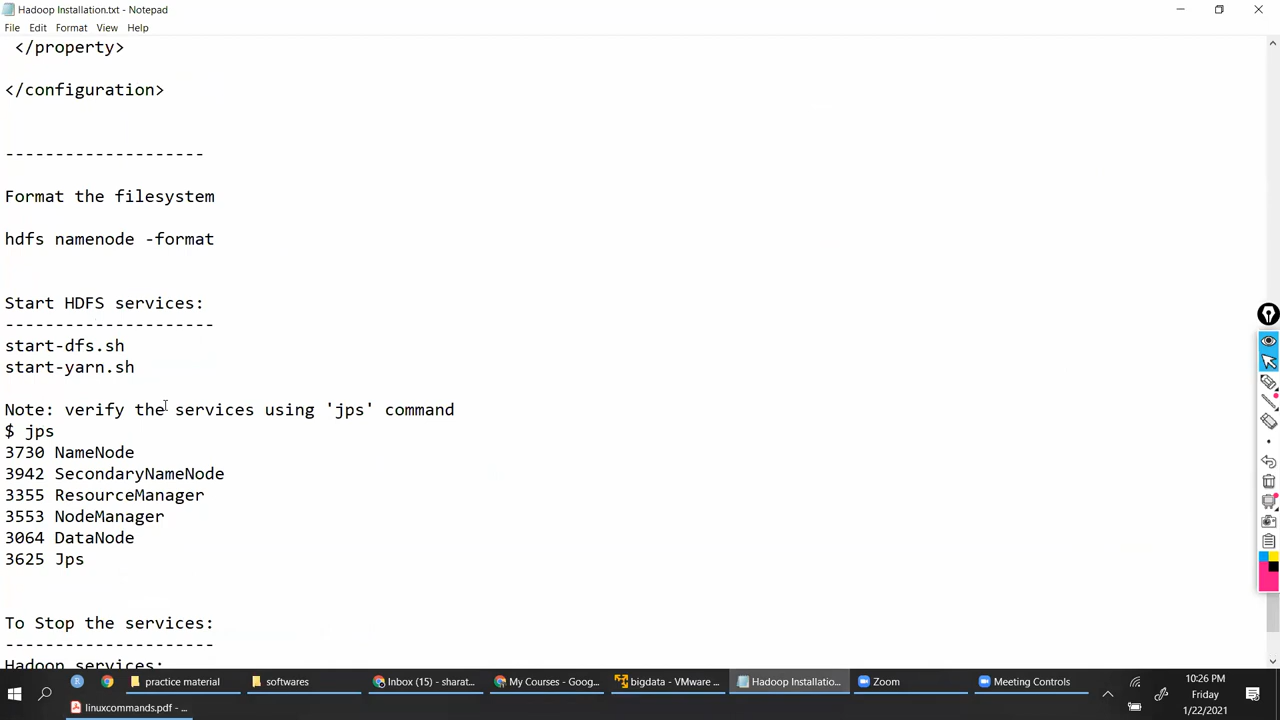 Hadoop Installation.txt - Notepad
File Edit Format View Help
</property>
</configuration>
--------------------
Format the filesystem
hdfs namenode -format
Start HDFS services:
---------------------
start-dfs.sh
start-yarn.sh
Note: verify the services using 'jps' command
$ jps
3730 NameNode
3942 SecondaryNameNode
3355 ResourceManager
3553 NodeManager
3064 DataNode
3625 Jps
To Stop the services:
---------------------
Hadoop services:
practice material softwares Inbox (15) - sharat... My Courses - Goog... bigdata - VMware ... Hadoop Installatio... Zoom Meeting Controls
10:26 PM
Friday
1/22/2021
linuxcommands.pdf - ...